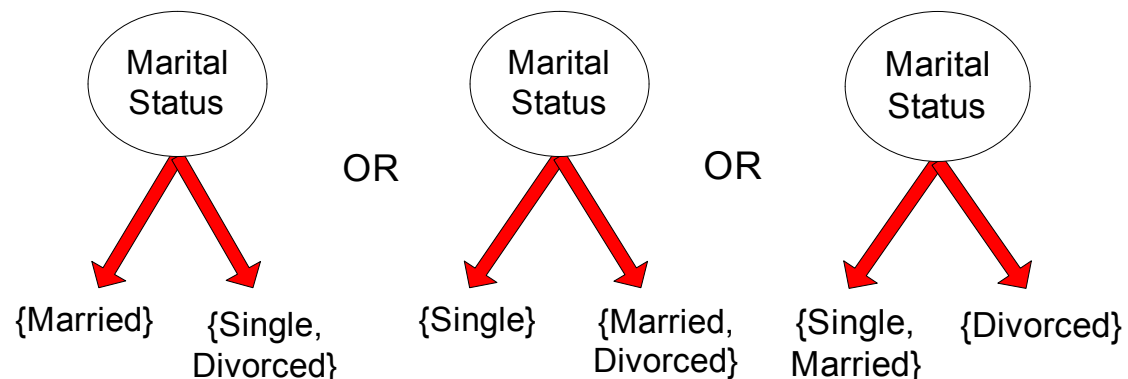 Marital
Status
OR
Marital
Status
OR
Marital
Status
{Married}
{Single,
Divorced}
{Single}
{Married,
Divorced}
{Single,
Married}
{Divorced}